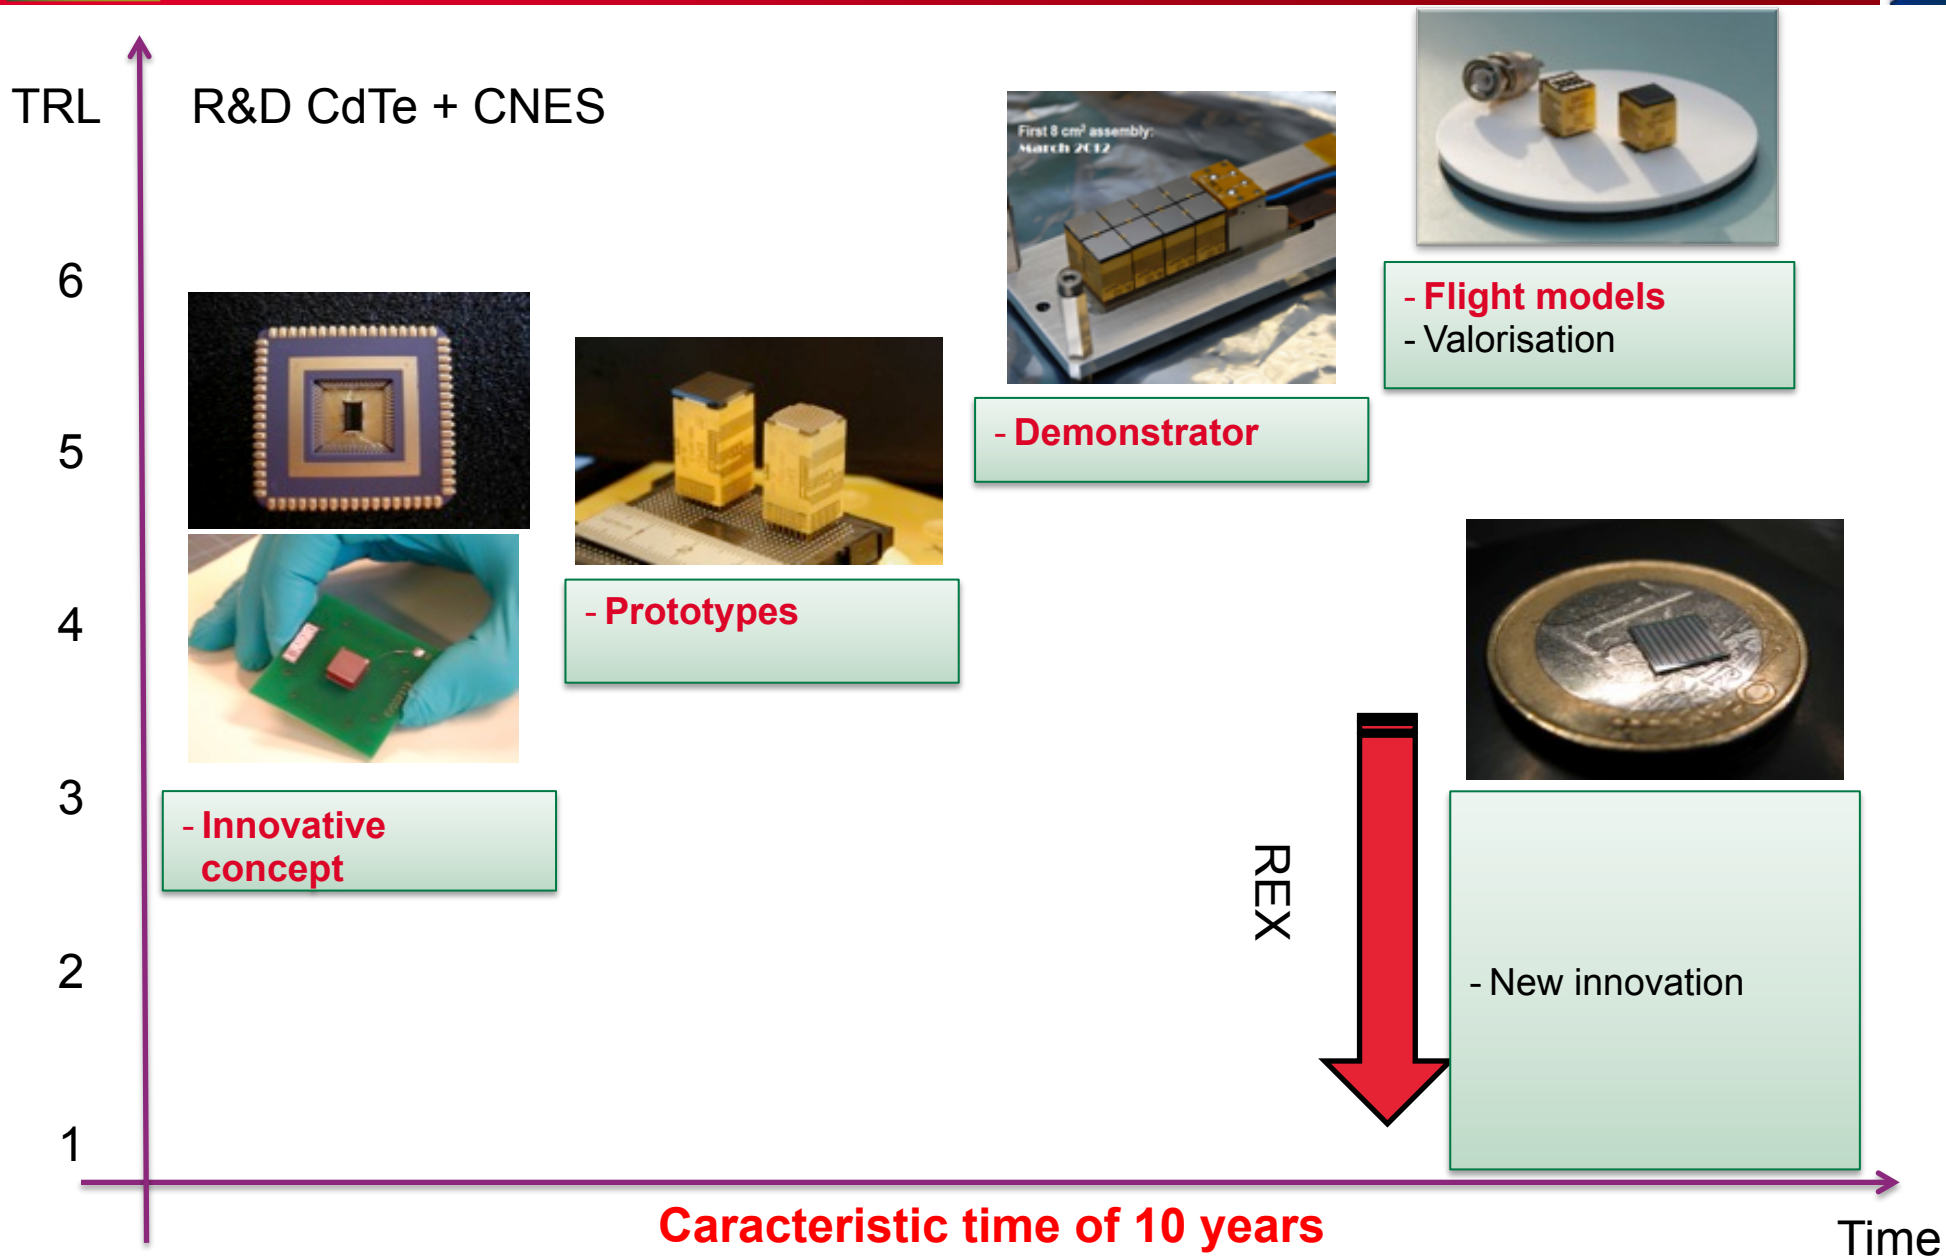 TRL
R&D CdTe + CNES
First 8 cm² assembly:
March 2012
6
- Flight models
- Valorisation
5
- Demonstrator
4
- Prototypes
3
- Innovative
concept
REX
2
- New innovation
1
Caracteristic time of 10 years
Time